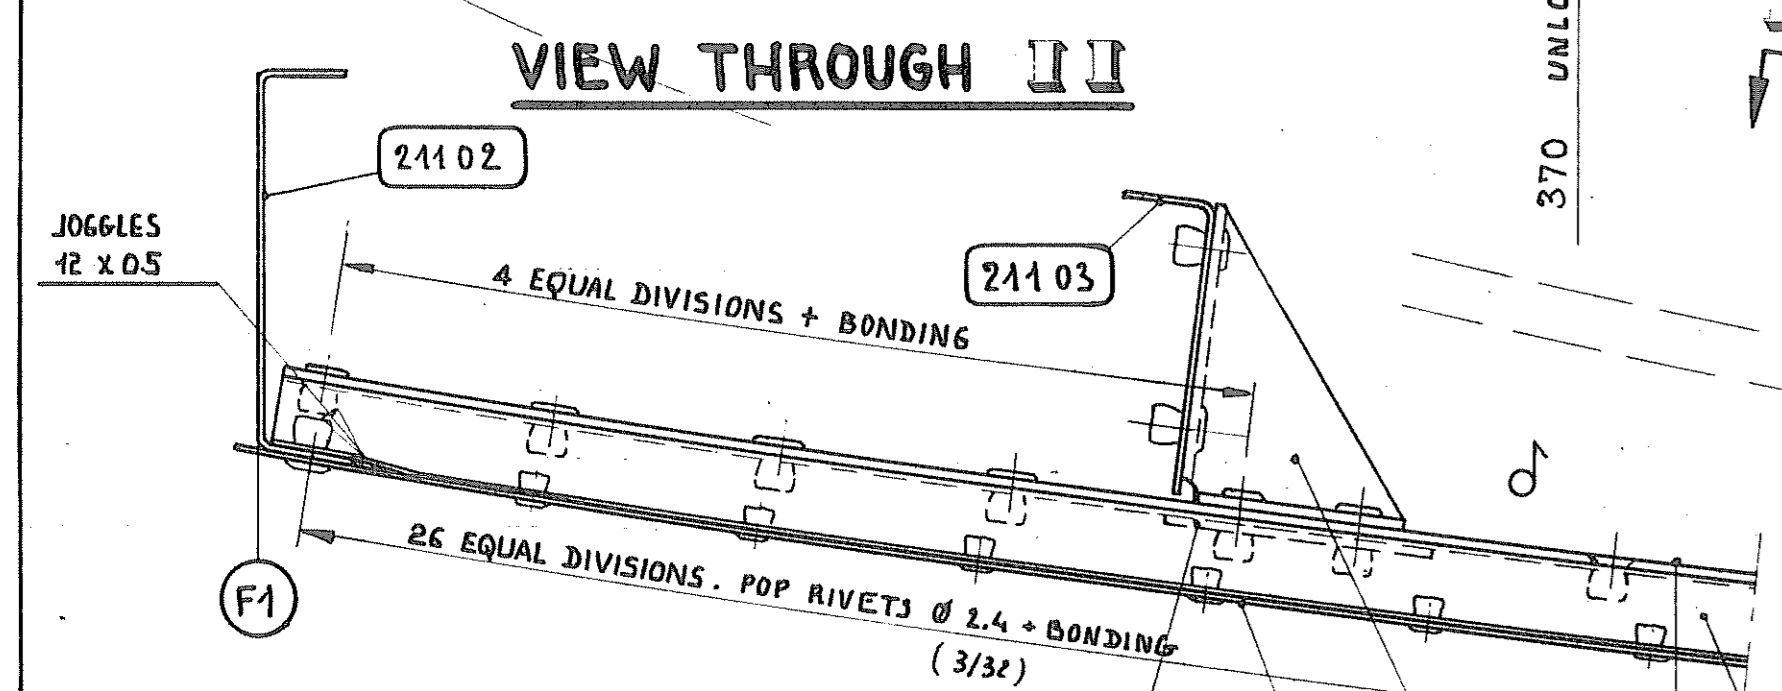 VIEW THROUGH II
21102
JOGGLES
12 X 0.5
4 EQUAL DIVISIONS + BONDING
21103
370
26 EQUAL DIVISIONS. POP RIVETS Ø 2.4 + BONDING
(3/32)
F1